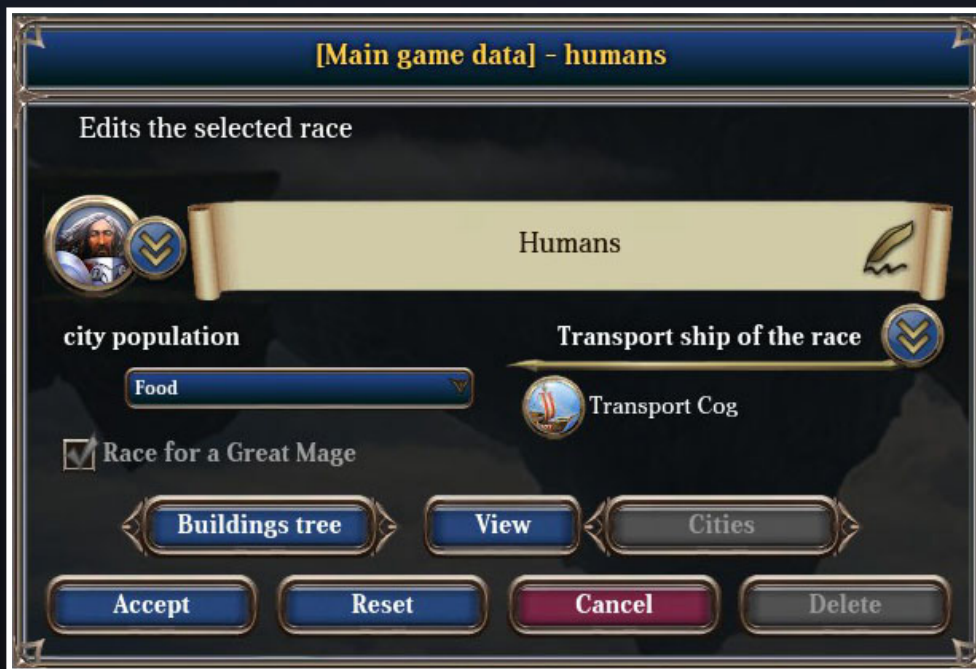 [Main game data] - humans
Edits the selected race
Humans
city population
Transport ship of the race
Food
Transport Cog
Race for a Great Mage
Buildings tree
View
Cities
Accept
Reset
Cancel
Delete